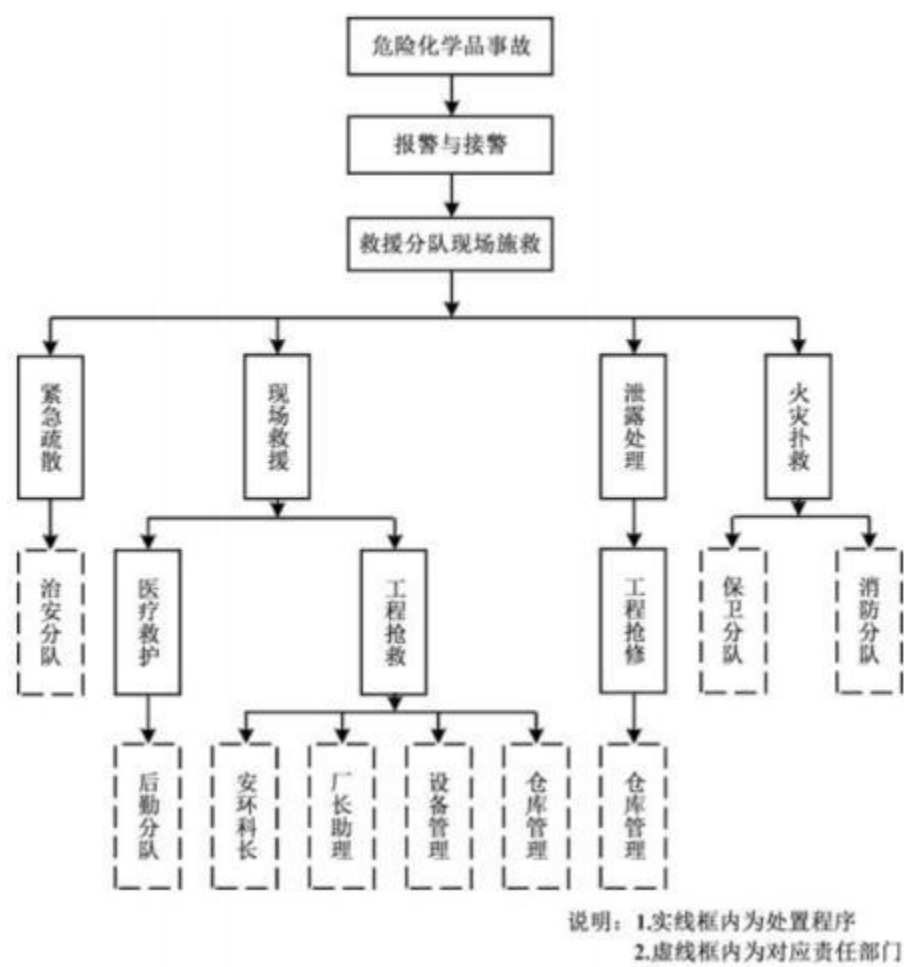 危险化学品事故
报警与接警
救援分队现场施救
紧急疏散
现场救援
泄露处理
火灾扑救
治安分队
医疗救护
工程抢救
工程抢修
保卫分队
消防分队
后勤分队
安环科长
厂长助理
设备管理
仓库管理
仓库管理
说明：1.实线框内为处置程序
2.虚线框内为对应责任部门